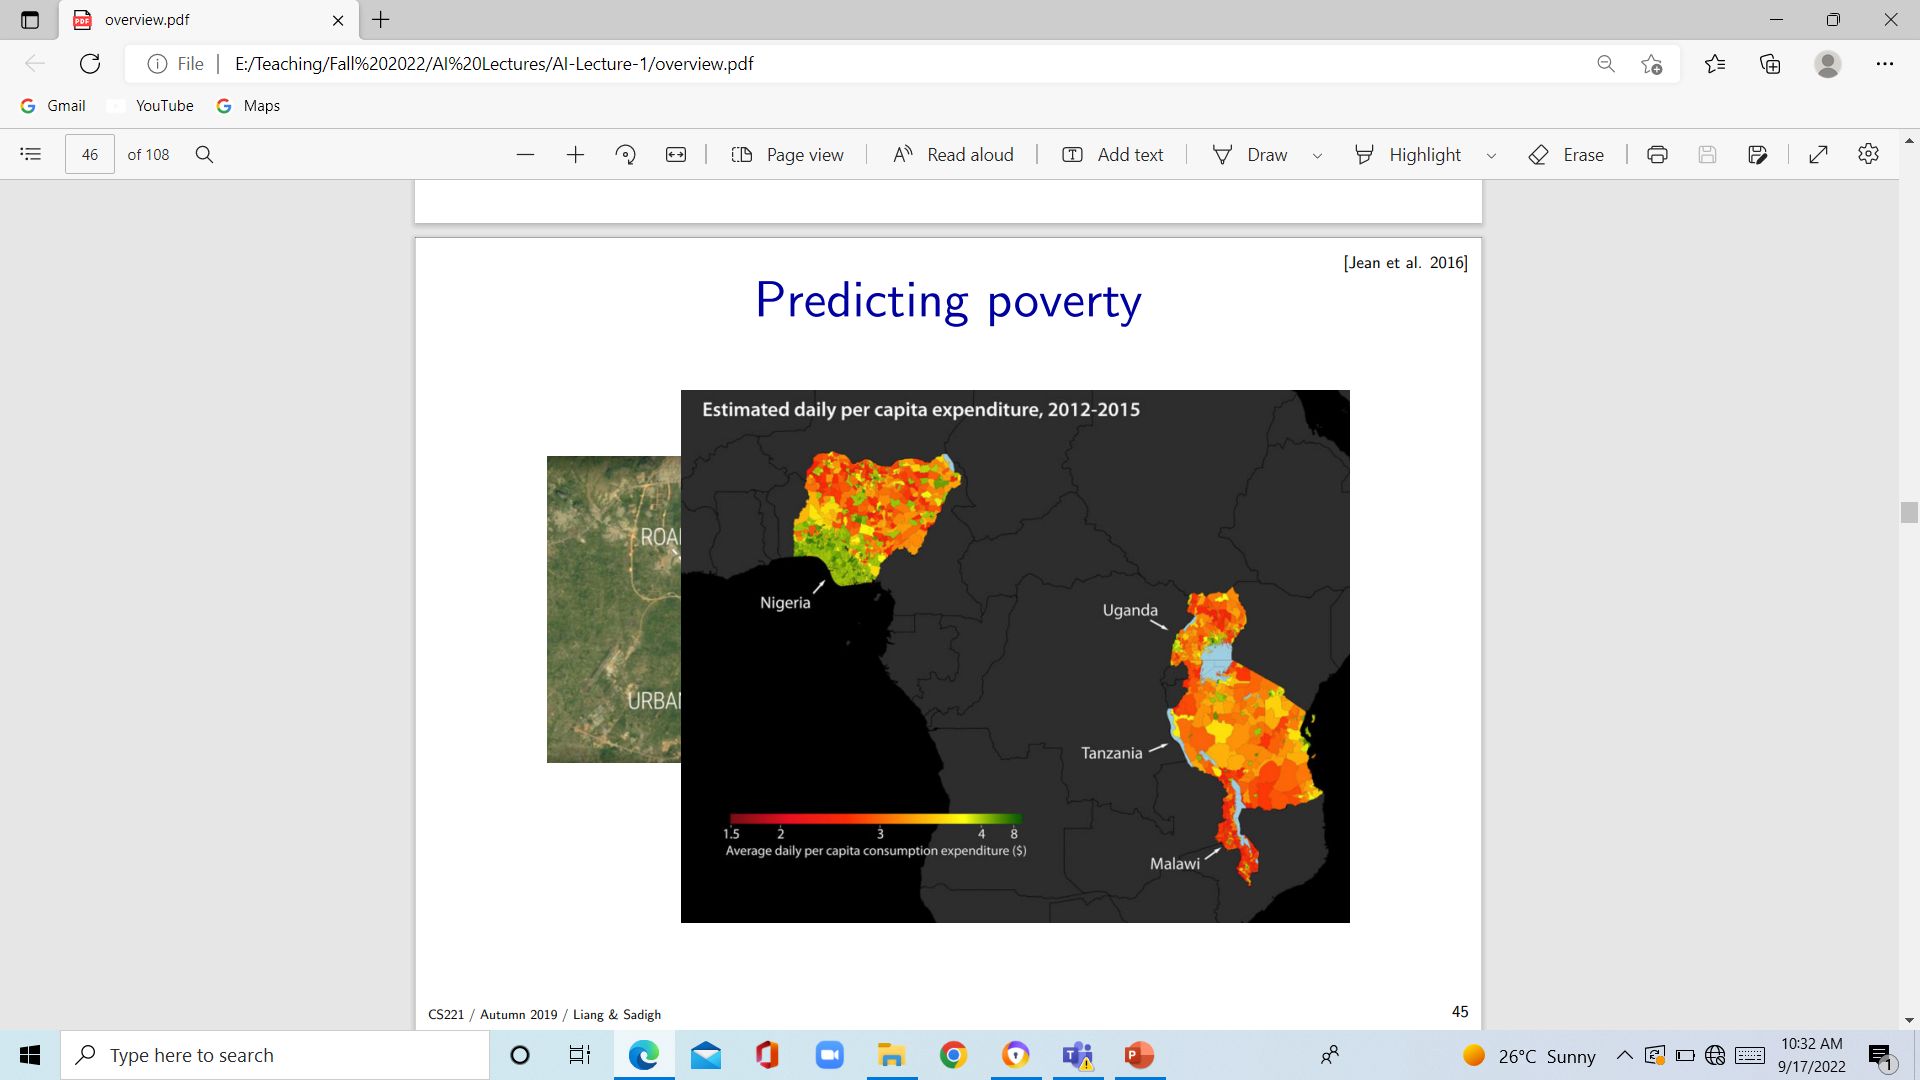 overview.pdf
File
E:/Teaching/Fall%202022/AI%20Lectures/AI-Lecture-1/overview.pdf
Gmail YouTube Maps
46 of 108
Page view Read aloud Add text Draw Highlight Erase
[Jean et al. 2016]
Predicting poverty
Estimated daily per capita expenditure, 2012-2015
ROA
Nigeria
Uganda
URBA
Tanzania
1.5 2 3 4 8
Average daily per capita consumption expenditure ($)
Malawi
CS221 / Autumn 2019 / Liang & Sadigh
45
Type here to search
26°C Sunny
10:32 AM
9/17/2022
1